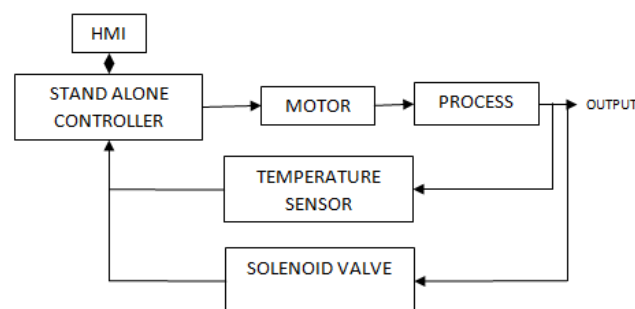 HMI
STAND ALONE
CONTROLLER
MOTOR
PROCESS
OUTPUT
TEMPERATURE
SENSOR
SOLENOID VALVE